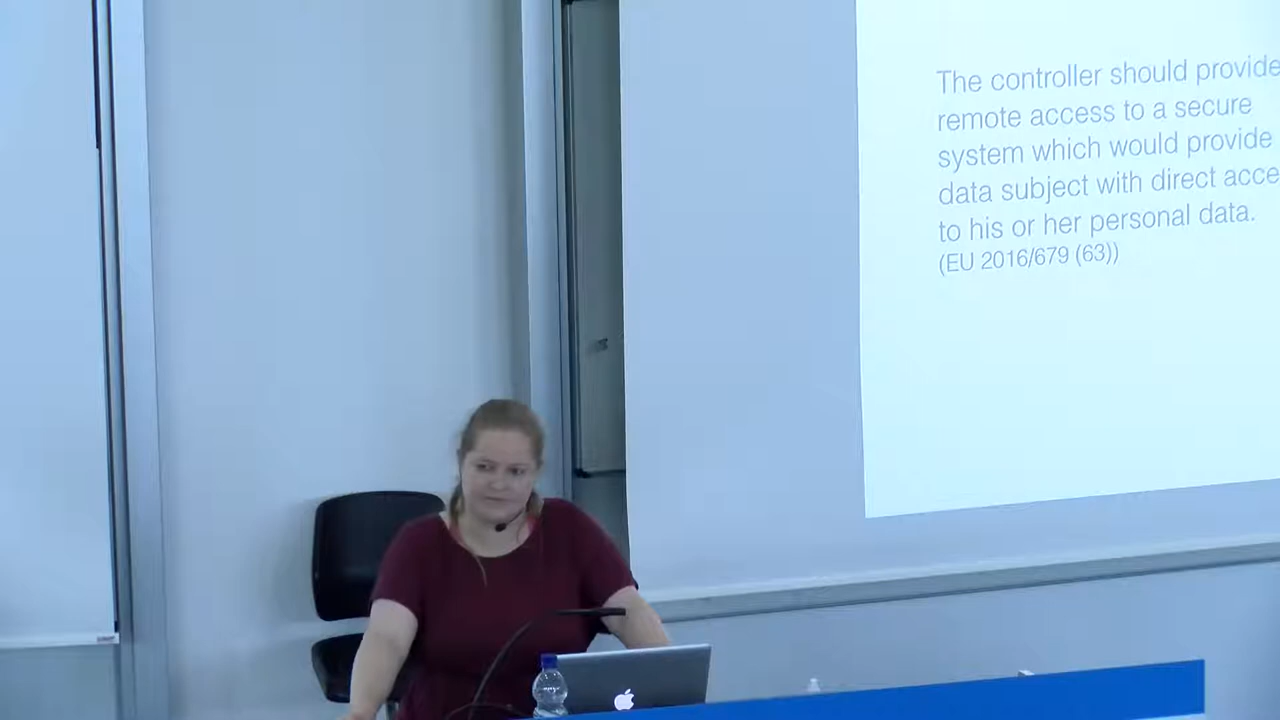 The controller should provide
remote access to a secure
system which would provide
data subject with direct acce
to his or her personal data.
(EU 2016/679 (63))